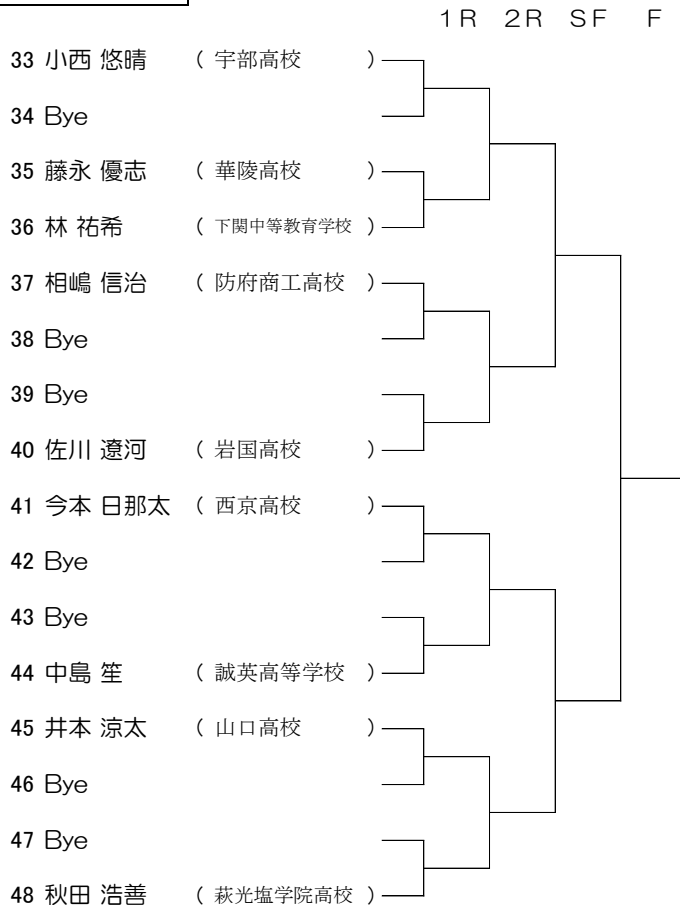 1R 2R SF F
33 小西 悠晴 ( 宇部高校 )
34 Bye
35 藤永 優志 ( 華陵高校 )
36 林 祐希 ( 下関中等教育学校 )
37 相嶋 信治 ( 防府商工高校 )
38 Bye
39 Bye
40 佐川 遼河 ( 岩国高校 )
41 今本 日那太 ( 西京高校 )
42 Bye
43 Bye
44 中島 笙 ( 誠英高等学校 )
45 井本 涼太 ( 山口高校 )
46 Bye
47 Bye
48 秋田 浩善 ( 萩光塩学院高校 )